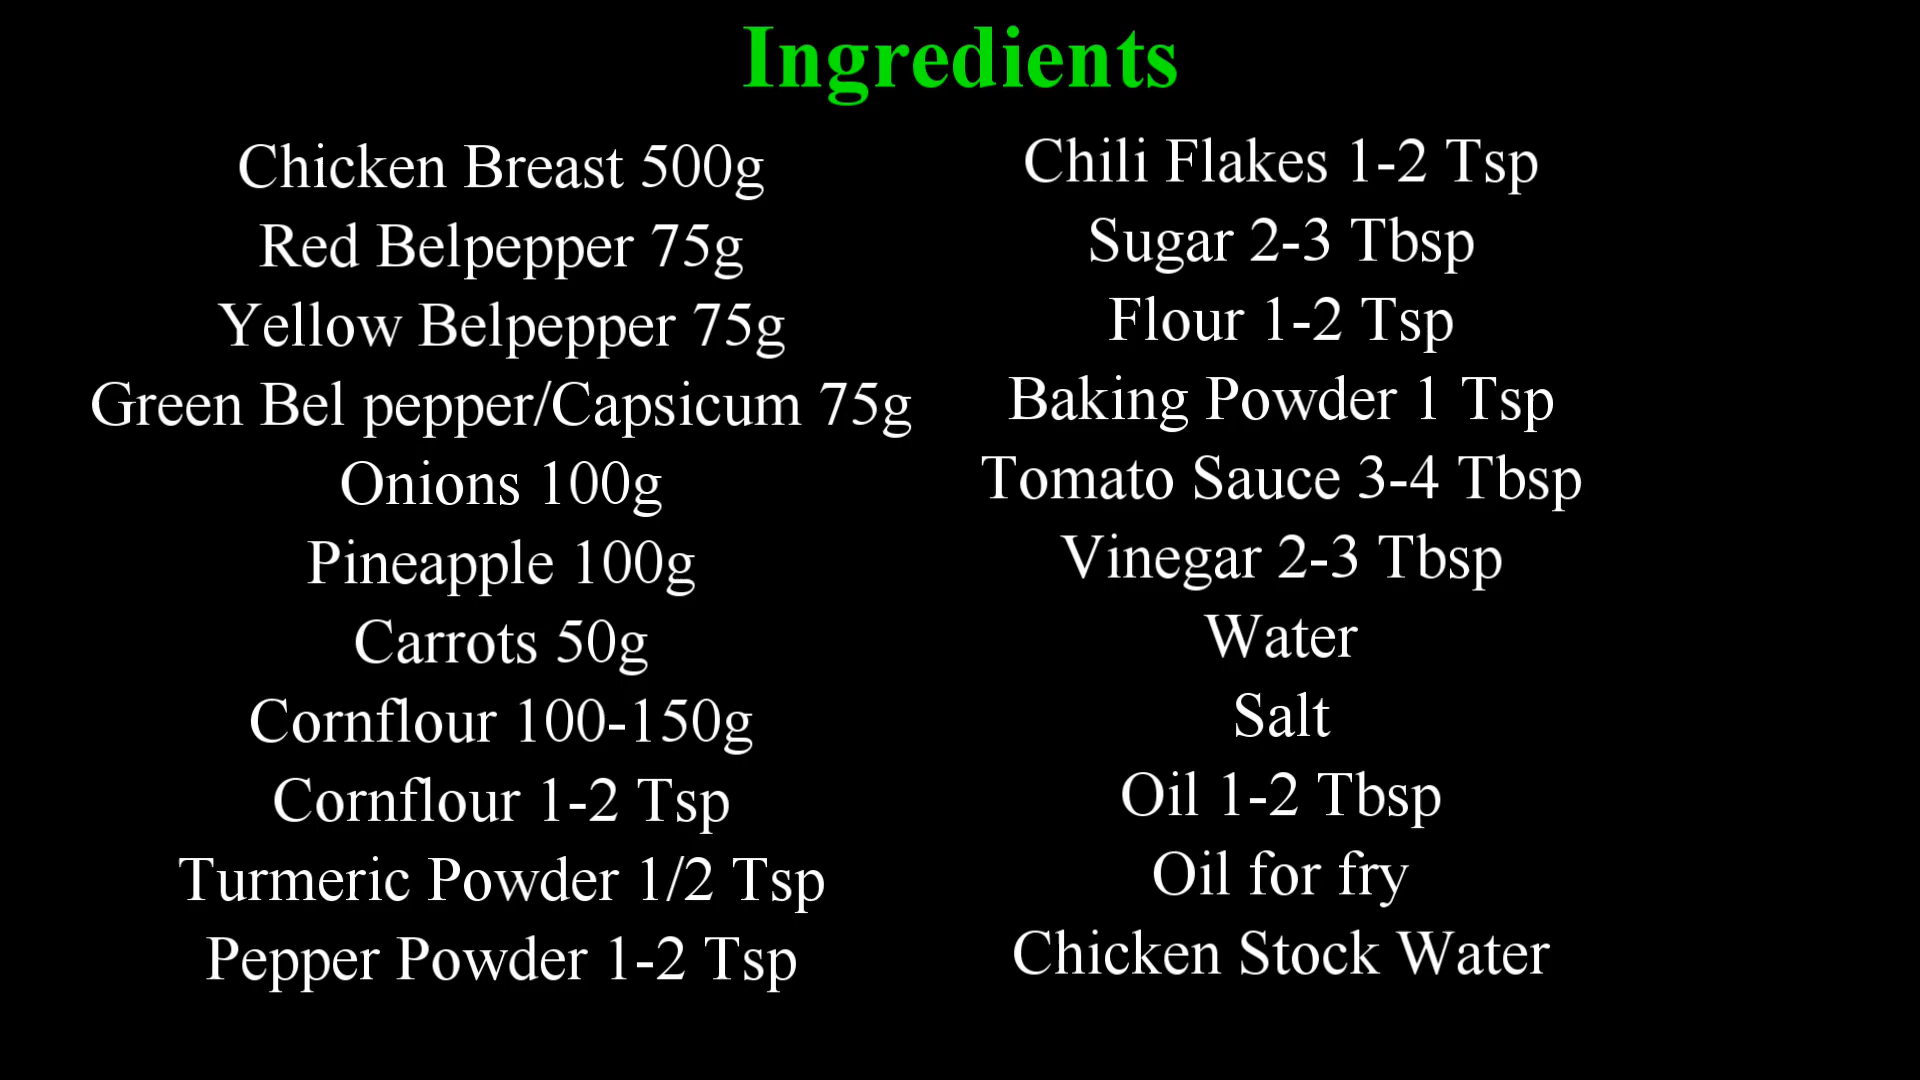 Ingredients
Chicken Breast 500g
Red Belpepper 75g
Yellow Belpepper 75g
Green Bel pepper/Capsicum 75g
Onions 100g
Pineapple 100g
Carrots 50g
Cornflour 100-150g
Cornflour 1-2 Tsp
Turmeric Powder 1/2 Tsp
Pepper Powder 1-2 Tsp
Chili Flakes 1-2 Tsp
Sugar 2-3 Tbsp
Flour 1-2 Tsp
Baking Powder 1 Tsp
Tomato Sauce 3-4 Tbsp
Vinegar 2-3 Tbsp
Water
Salt
Oil 1-2 Tbsp
Oil for fry
Chicken Stock Water